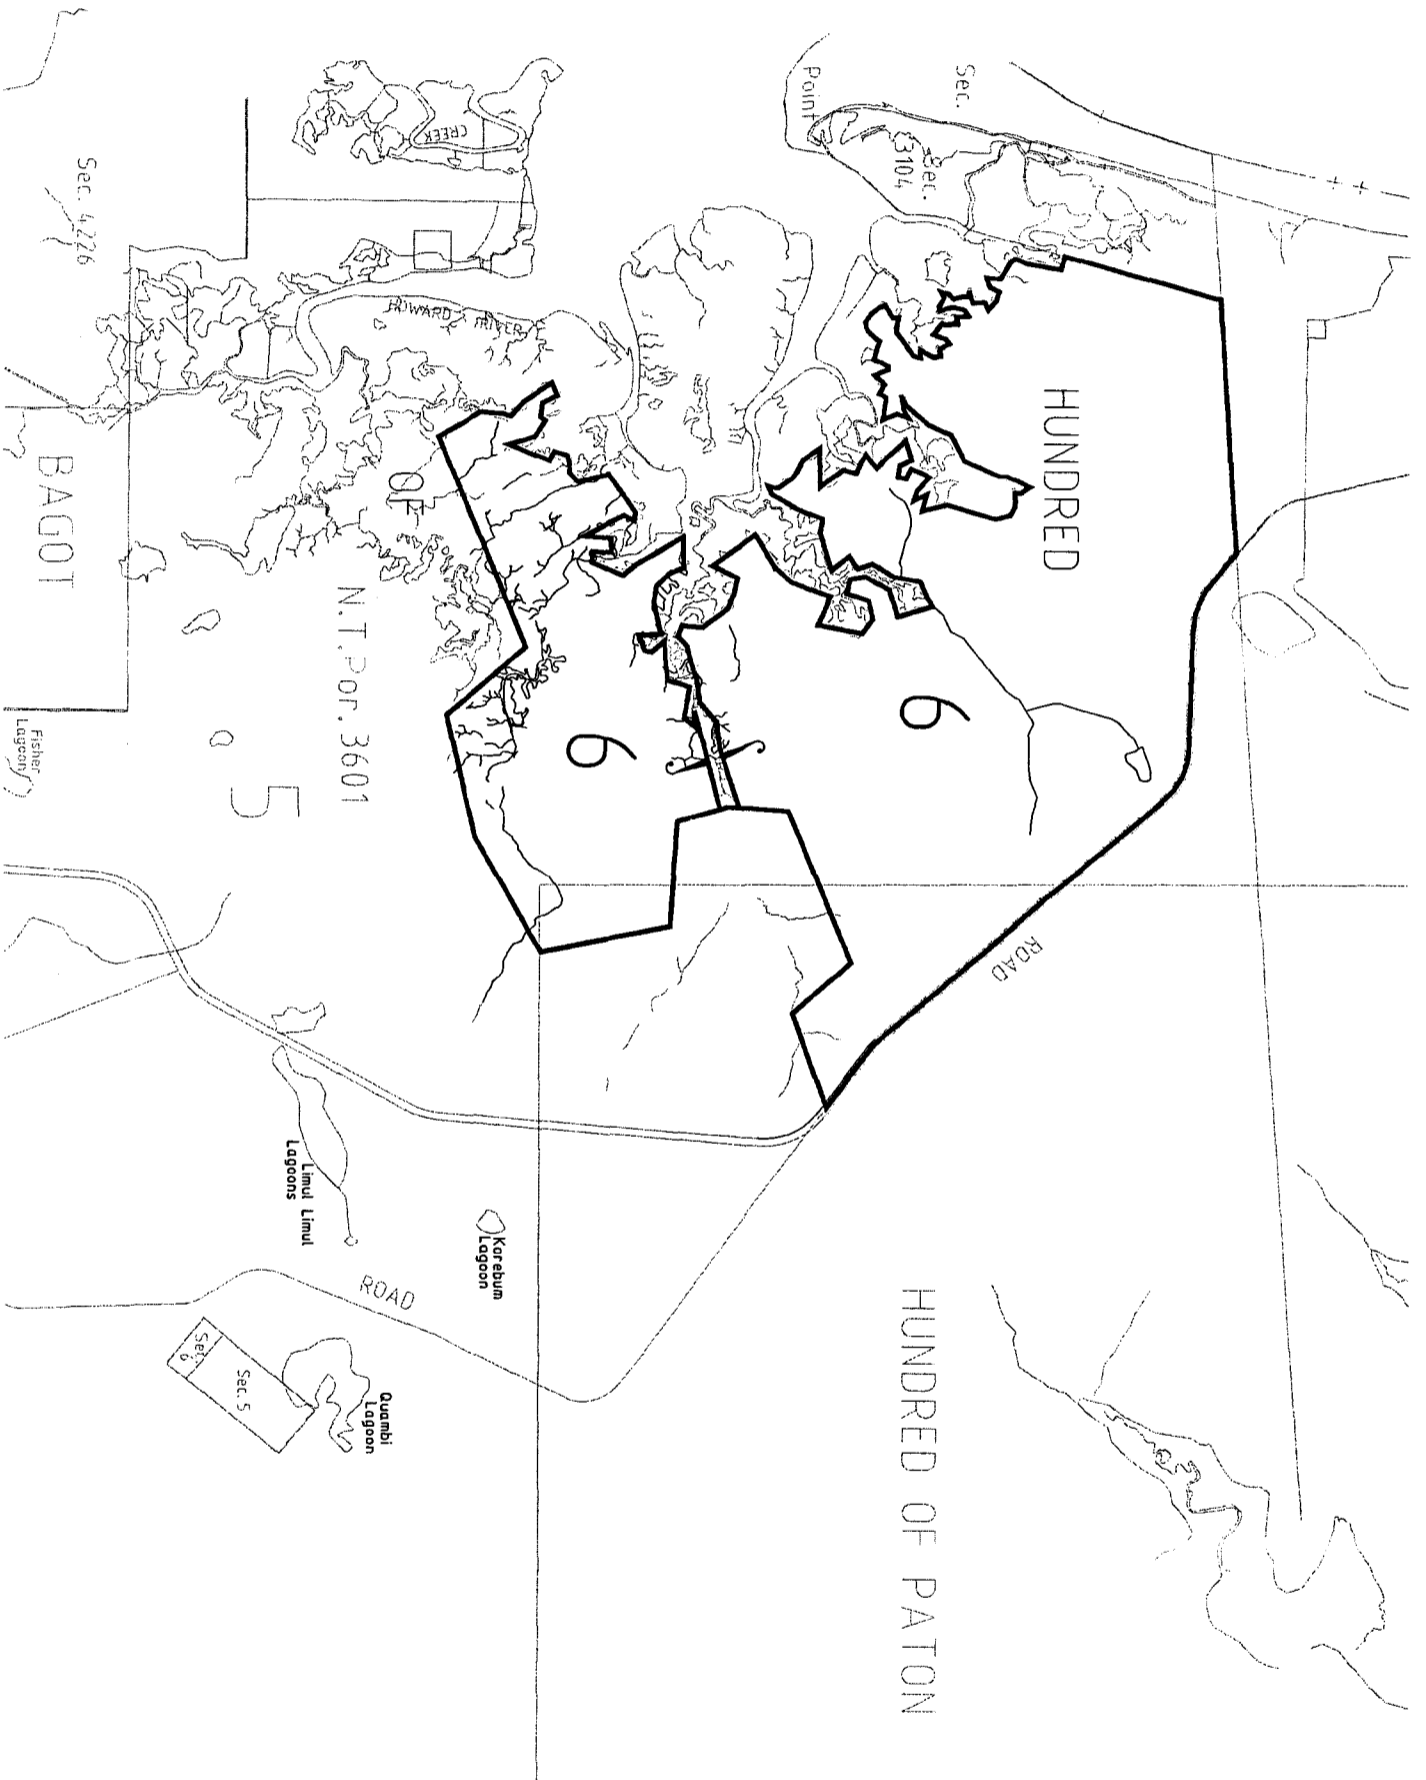 Sec.
Point
Sec.
3104
CREEK
Sec. 4226
HOWARD RIVER
HUNDRED
OF
BAGOT
N.T.Por. 3601
6
6
5
Fisher
Lagoon
ROAD
Limul Limul
Lagoons
Karebum
Lagoon
ROAD
HUNDRED OF PATON
Sec.
6
Sec. 5
Quambi
Lagoon